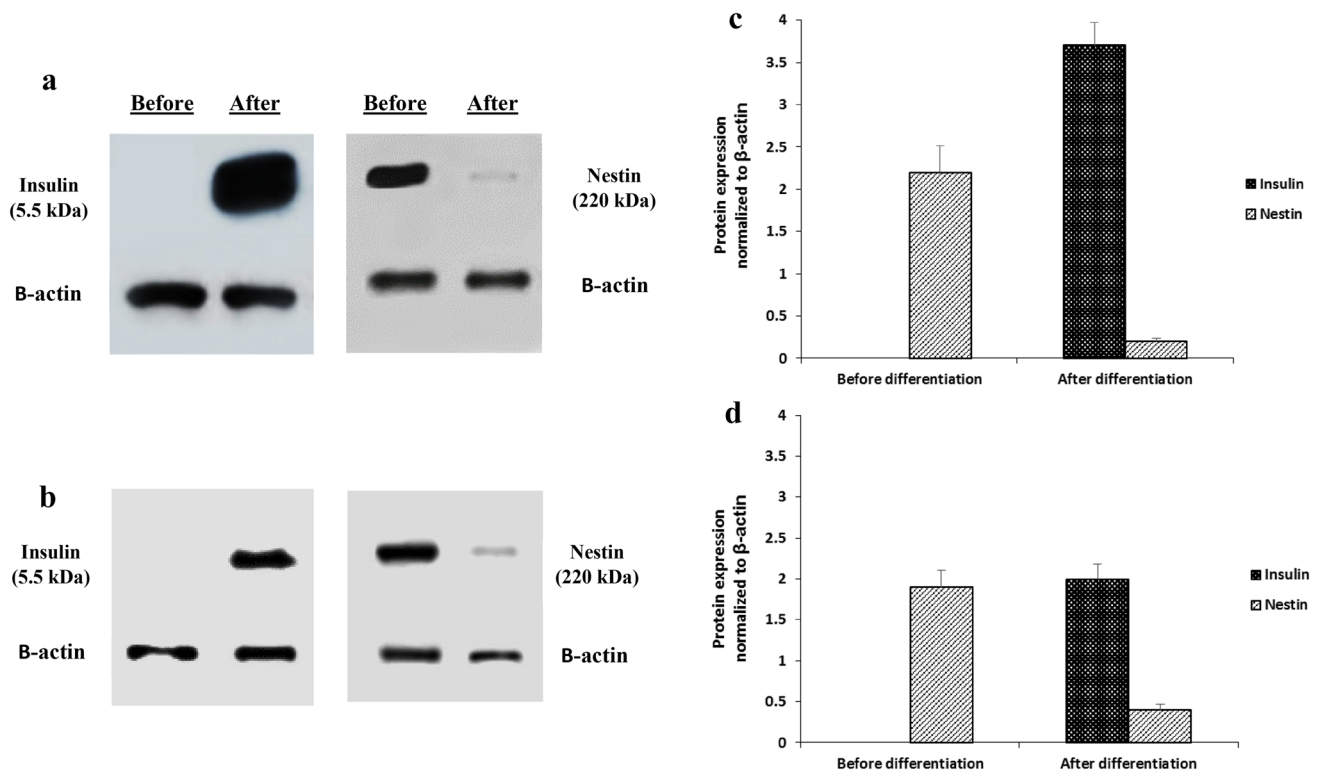 a
Before After
Before After
Insulin
(5.5 kDa)
Nestin
(220 kDa)
B-actin
B-actin
b
Insulin
(5.5 kDa)
Nestin
(220 kDa)
B-actin
B-actin
c
Protein expression
normalized to β-actin
4
3.5
3
2.5
2
1.5
1
0.5
0
Before differentiation
After differentiation
Insulin
Nestin
d
Protein expression
normalized to β-actin
4
3.5
3
2.5
2
1.5
1
0.5
0
Before differentiation
After differentiation
Insulin
Nestin